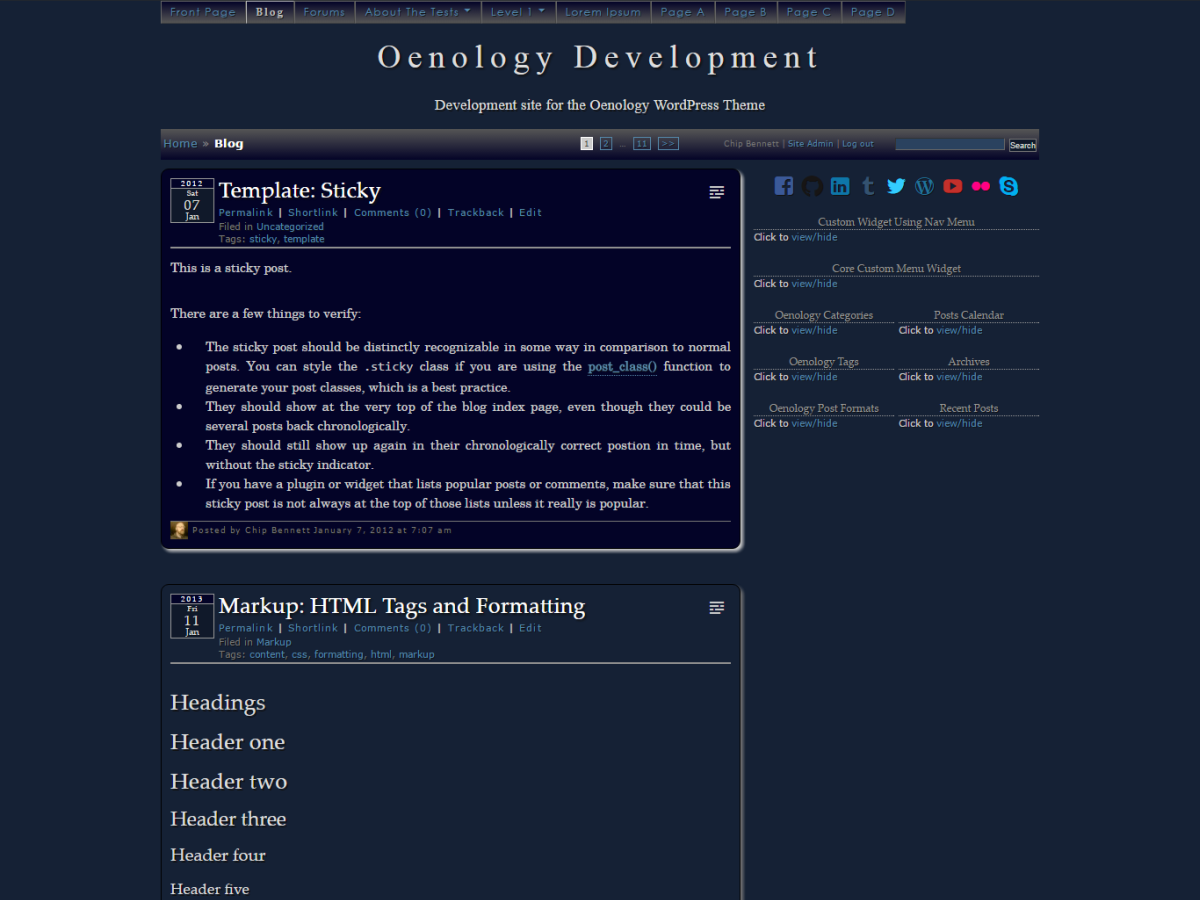 Front Page Blog Forums About The Tests Level 1 Lorem Ipsum Page A Page B Page C Page D
Oenology Development
Development site for the Oenology WordPress Theme
Home » Blog
1 2 ... 11 >>
Chip Bennett | Site Admin | Log out
Search
2012
Sat
07
Jan
Template: Sticky
Permalink | Shortlink | Comments (0) | Trackback | Edit
Filed in Uncategorized
Tags: sticky, template
This is a sticky post.
There are a few things to verify:
• The sticky post should be distinctly recognizable in some way in comparison to normal
posts. You can style the .sticky class if you are using the post_class() function to
generate your post classes, which is a best practice.
• They should show at the very top of the blog index page, even though they could be
several posts back chronologically.
• They should still show up again in their chronologically correct postion in time, but
without the sticky indicator.
• If you have a plugin or widget that lists popular posts or comments, make sure that this
sticky post is not always at the top of those lists unless it really is popular.
Posted by Chip Bennett January 7, 2012 at 7:07 am
2013
Fri
11
Jan
Markup: HTML Tags and Formatting
Permalink | Shortlink | Comments (0) | Trackback | Edit
Filed in Markup
Tags: content, css, formatting, html, markup
Headings
Header one
Header two
Header three
Header four
Header five
Custom Widget Using Nav Menu
Click to view/hide
Core Custom Menu Widget
Click to view/hide
Oenology Categories
Click to view/hide
Posts Calendar
Click to view/hide
Oenology Tags
Click to view/hide
Archives
Click to view/hide
Oenology Post Formats
Click to view/hide
Recent Posts
Click to view/hide